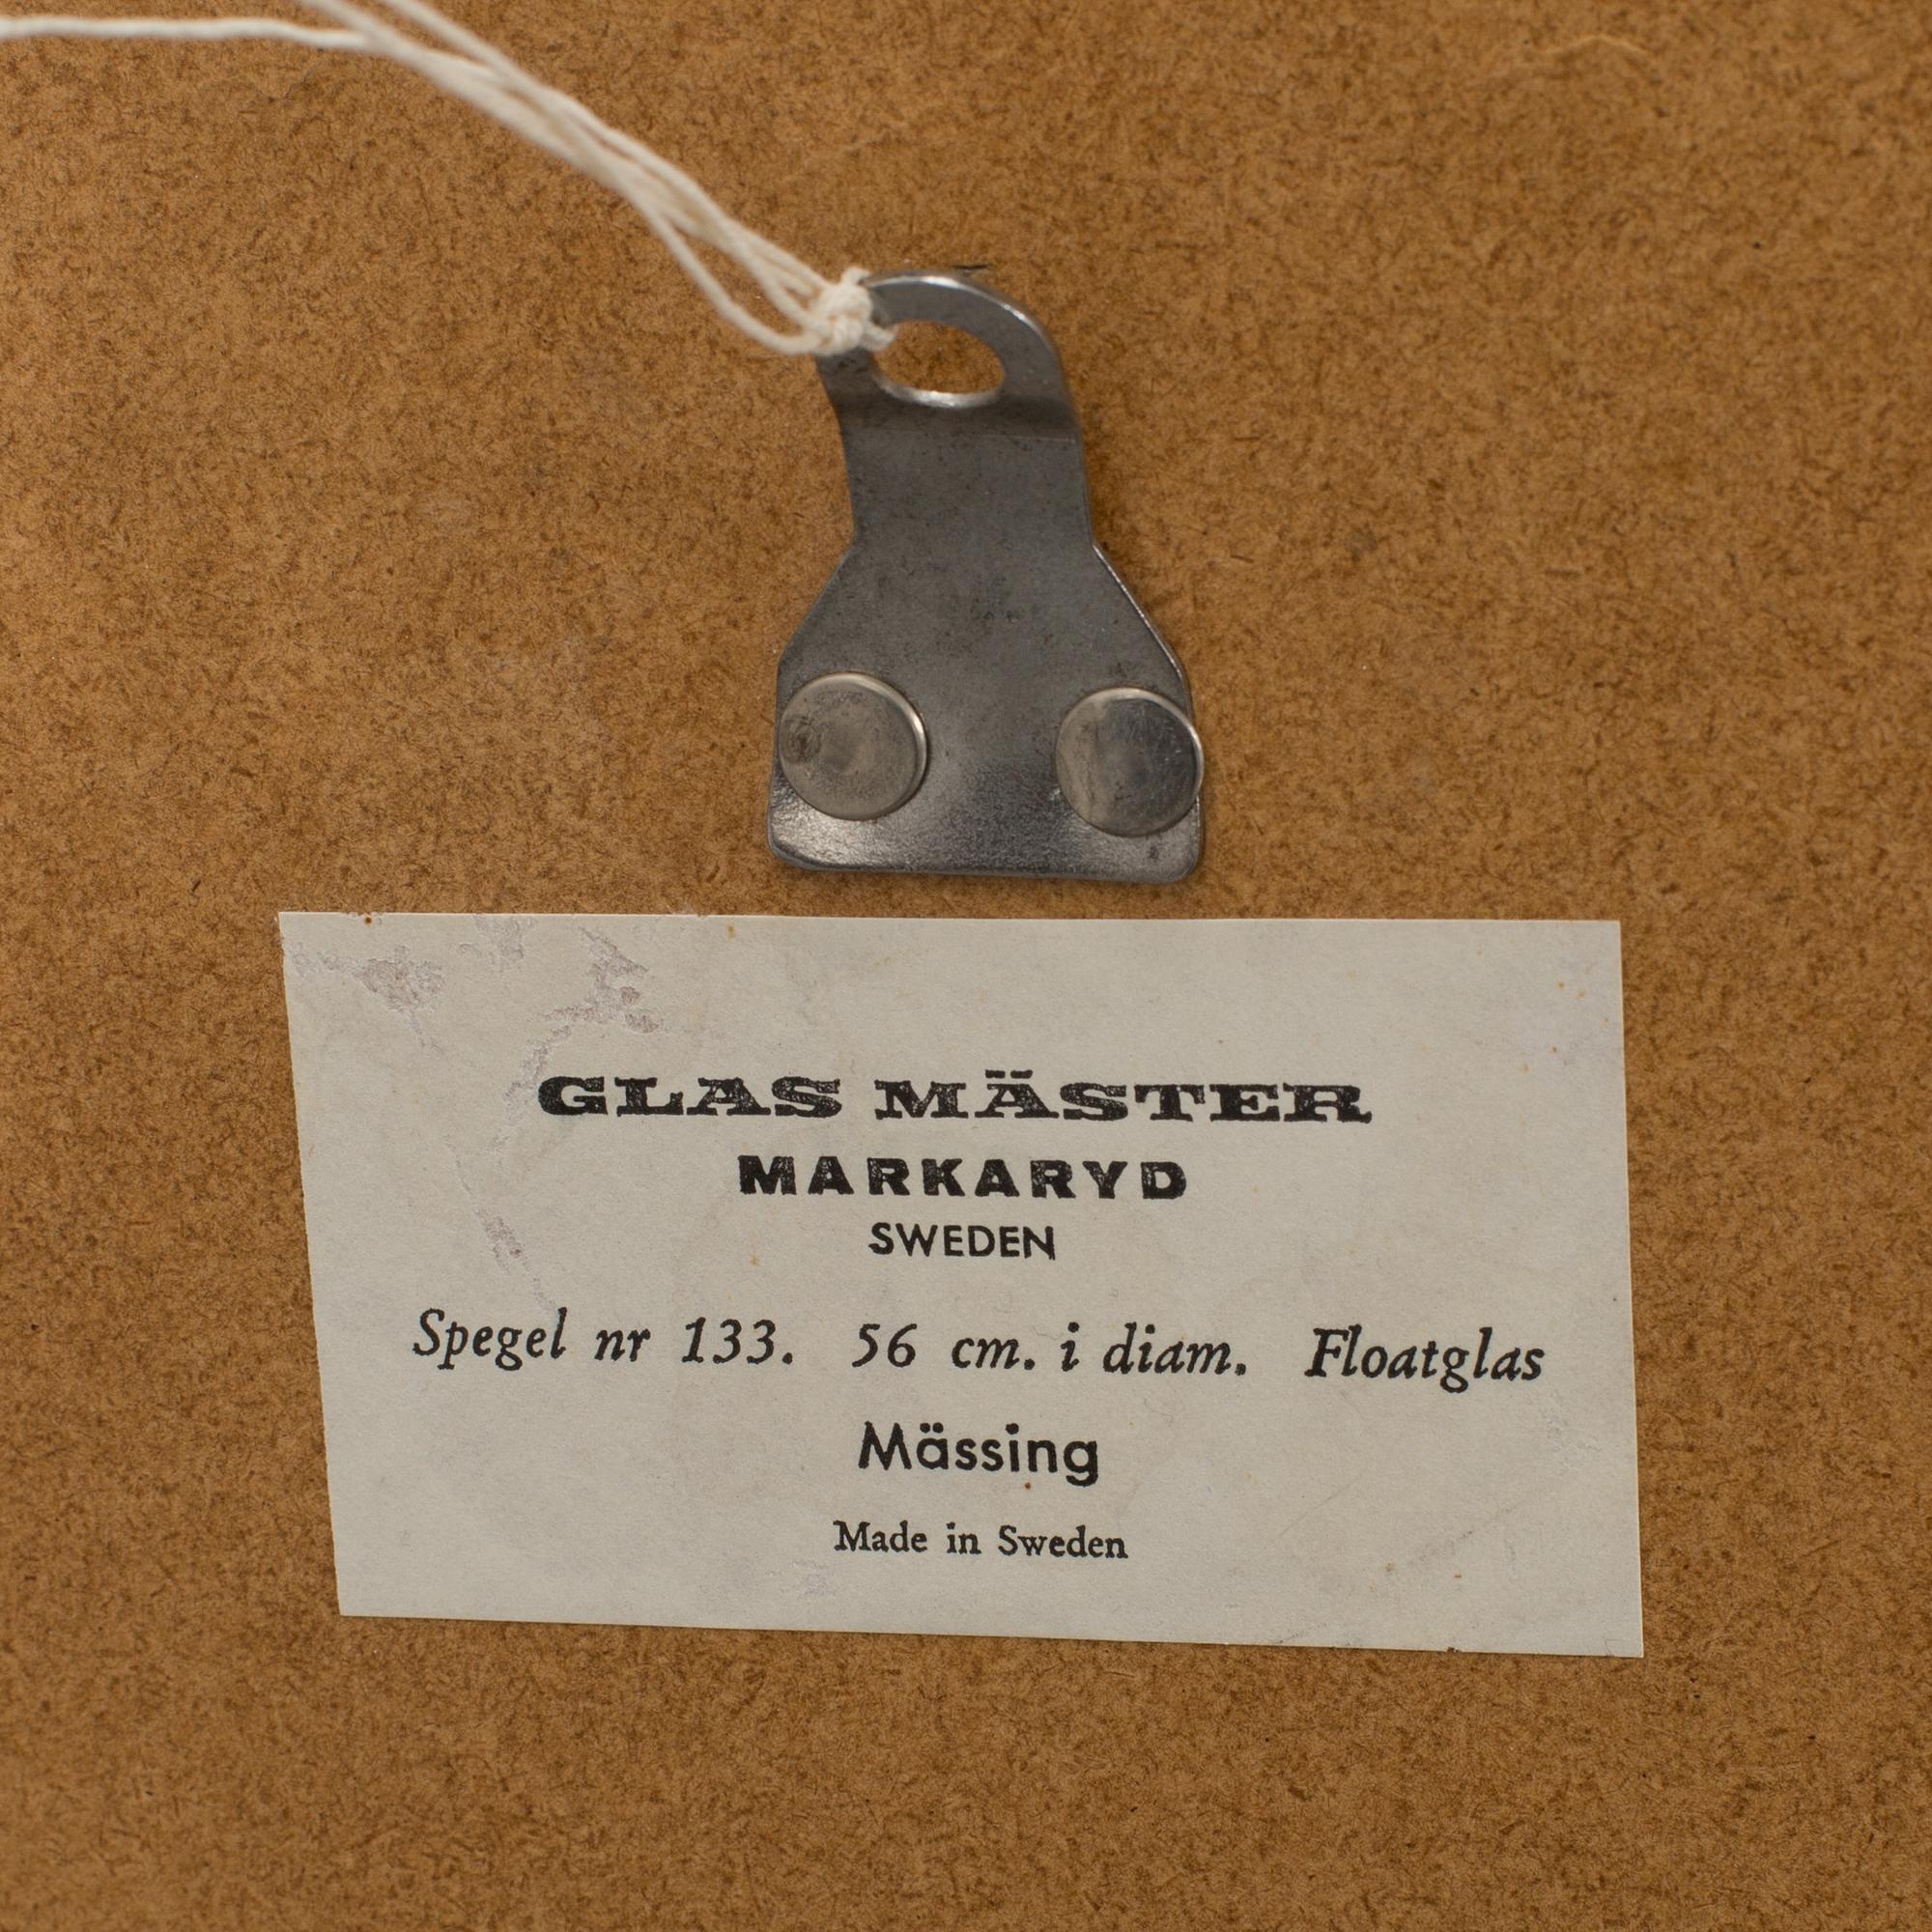 GLAS MÄSTER
MARKARYD
SWEDEN
Spegel nr 133. 56 cm. i diam. Floatglas
Mässing
Made in Sweden